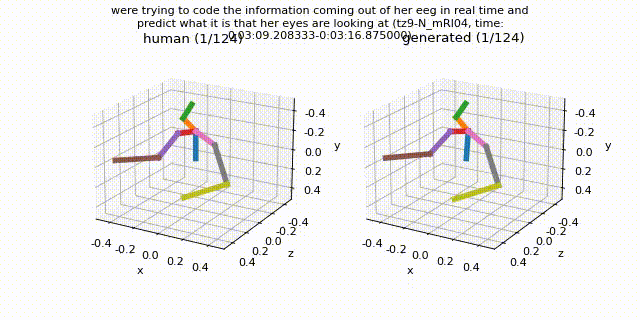 were trying to code the information coming out of her eeg in real time and
predict what it is that her eyes are looking at (tz9-N_mRI04, time:
0:03:09.208333-0:03:16.875000)
human (1/124) generated (1/124)
-0.4 -0.4
-0.2 -0.2
0.0 y 0.0 y
0.2 0.2
0.4 0.4
-0.4 -0.2 0.0 0.2 0.4 -0.4 -0.2 0.0 0.2 0.4
x x
0.4 0.2 0.0 -0.2 -0.4 0.4 0.2 0.0 -0.2 -0.4
z z